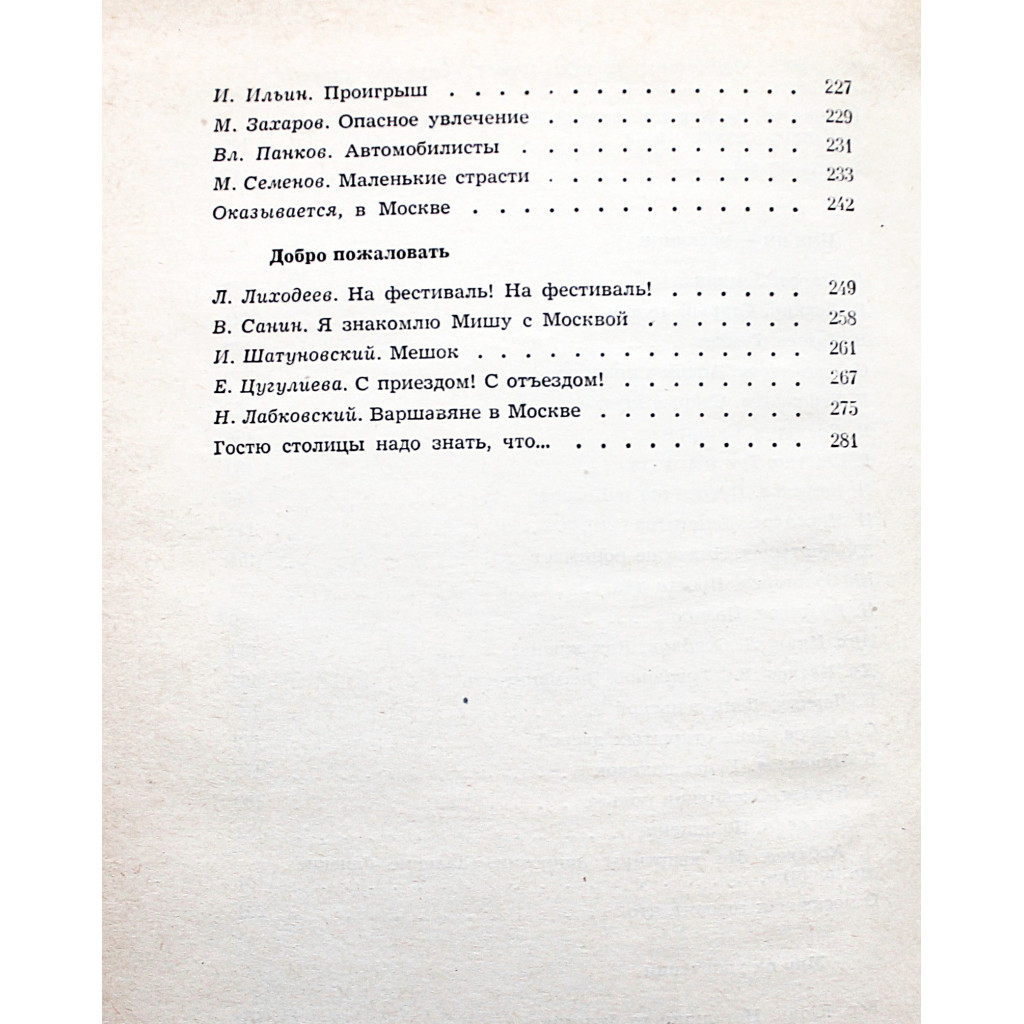 И. Ильин. Проигрыш . . . . . . . . . . . . . . . 227
М. Захаров. Опасное увлечение . . . . . . . . . . . 229
Вл. Панков. Автомобилисты . . . . . . . . . . . . 231
М. Семенов. Маленькие страсти . . . . . . . . . . . 233
Оказывается, в Москве . . . . . . . . . . . . . . 242
Добро пожаловать
Л. Лиходеев. На фестиваль! На фестиваль! . . . . . . 249
В. Санин. Я знакомлю Мишу с Москвой . . . . . . . 258
И. Шатуновский. Мешок . . . . . . . . . . . . . . 261
Е. Цугулиева. С приездом! С отъездом! . . . . . . . . 267
Н. Лабковский. Варшавяне в Москве . . . . . . . . . 275
Гостю столицы надо знать, что... . . . . . . . . . . 281